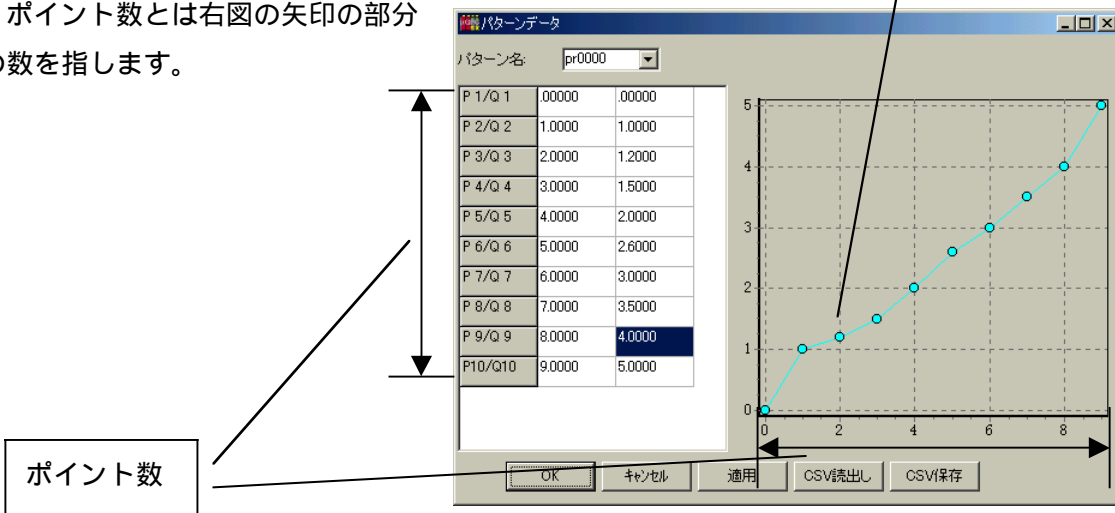 ポイント数とは右図の矢印の部分
の数を指します。
パターンデータ
パターン名: pr0000
P 1/Q 1 .00000 .00000
P 2/Q 2 1.0000 1.0000
P 3/Q 3 2.0000 1.2000
P 4/Q 4 3.0000 1.5000
P 5/Q 5 4.0000 2.0000
P 6/Q 6 5.0000 2.6000
P 7/Q 7 6.0000 3.0000
P 8/Q 8 7.0000 3.5000
P 9/Q 9 8.0000 4.0000
P10/Q10 9.0000 5.0000
5
4
3
2
1
0
0 2 4 6 8
OK キャンセル 適用 CSV読出し CSV保存
ポイント数